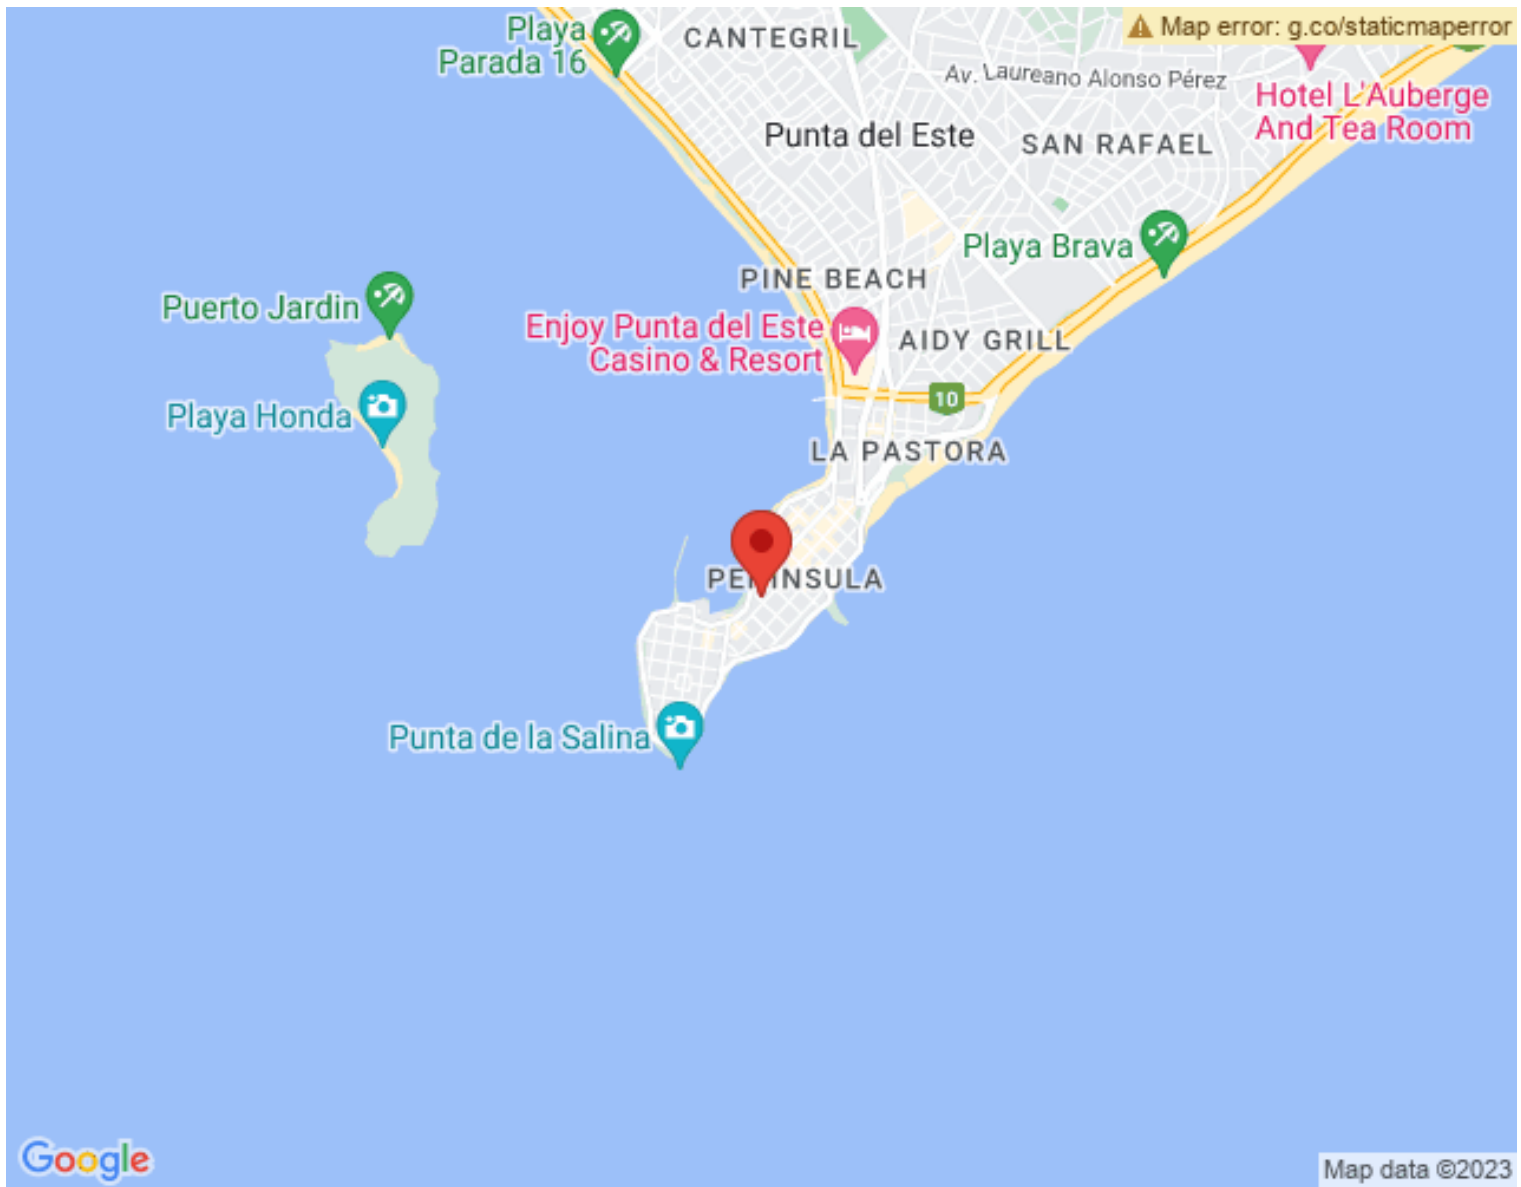 Map error: g.co/staticmaperror
Playa
Parada 16
CANTEGRIL
Av. Laureano Alonso Pérez
Hotel L'Auberge
And Tea Room
Punta del Este
SAN RAFAEL
Playa Brava
PINE BEACH
Puerto Jardin
Enjoy Punta del Este
Casino & Resort
AIDY GRILL
10
Playa Honda
LA PASTORA
PENINSULA
Punta de la Salina
Google
Map data ©2023